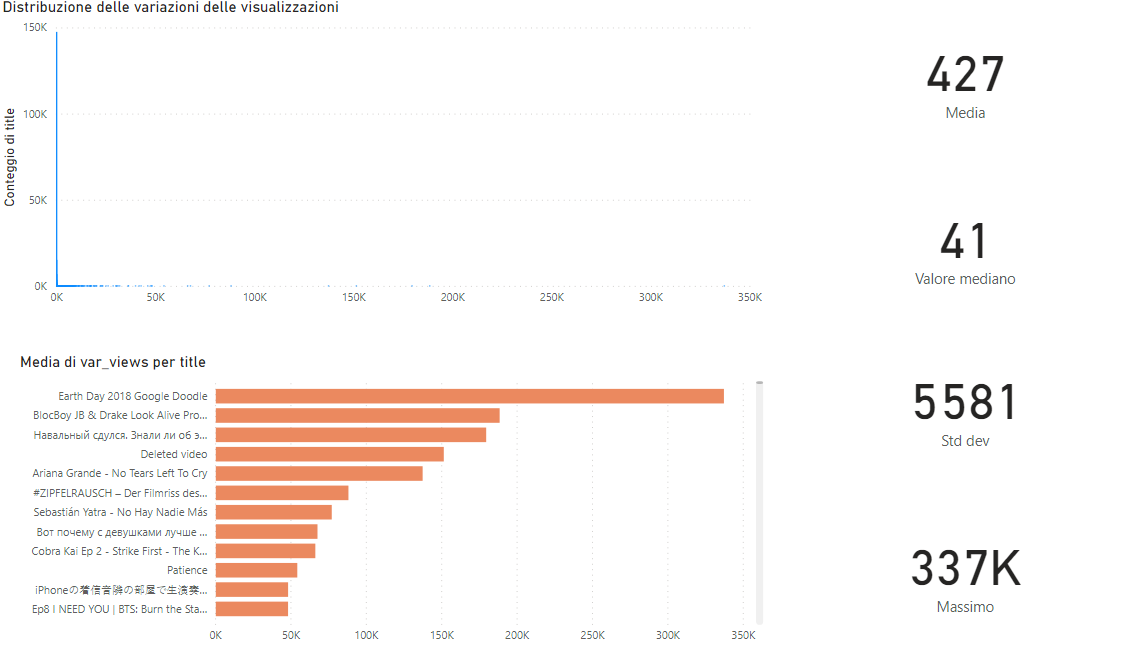 Distribuzione delle variazioni delle visualizzazioni
150K
100K
50K
0K
Conteggio di title
0K 50K 100K 150K 200K 250K 300K 350K
427
Media
41
Valore mediano
5581
Std dev
337K
Massimo
Media di var_views per title
Earth Day 2018 Google Doodle
BlocBoy JB & Drake Look Alive Pro...
Навальный сдулся. Знали ли об э...
Deleted video
Ariana Grande - No Tears Left To Cry
#ZIPFELRAUSCH – Der Filmriss des...
Sebastián Yatra - No Hay Nadie Más
Вот почему с девушками лучше ...
Cobra Kai Ep 2 - Strike First - The K...
Patience
iPhoneの着信音隣の部屋で生演奏...
Ep8 I NEED YOU | BTS: Burn the Sta...
0K 50K 100K 150K 200K 250K 300K 350K